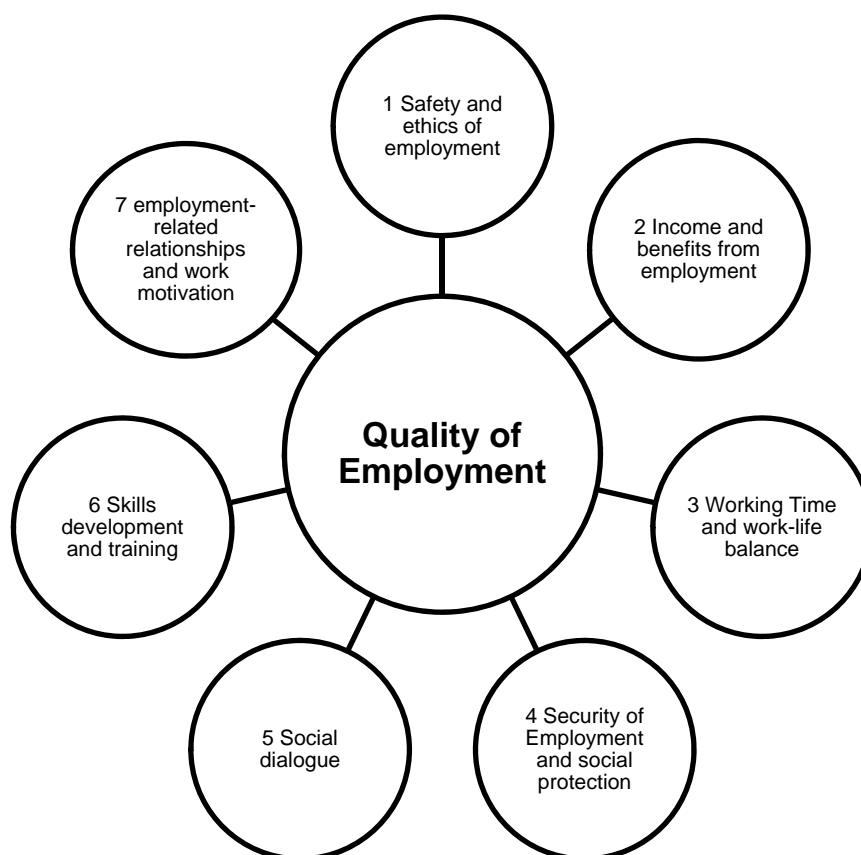 1 Safety and
ethics of
employment
2 Income and
benefits from
employment
3 Working Time
and work-life
balance
4 Security of
Employment
and social
protection
5 Social
dialogue
6 Skills
development
and training
7 employment-
related
relationships
and work
motivation
Quality of
Employment